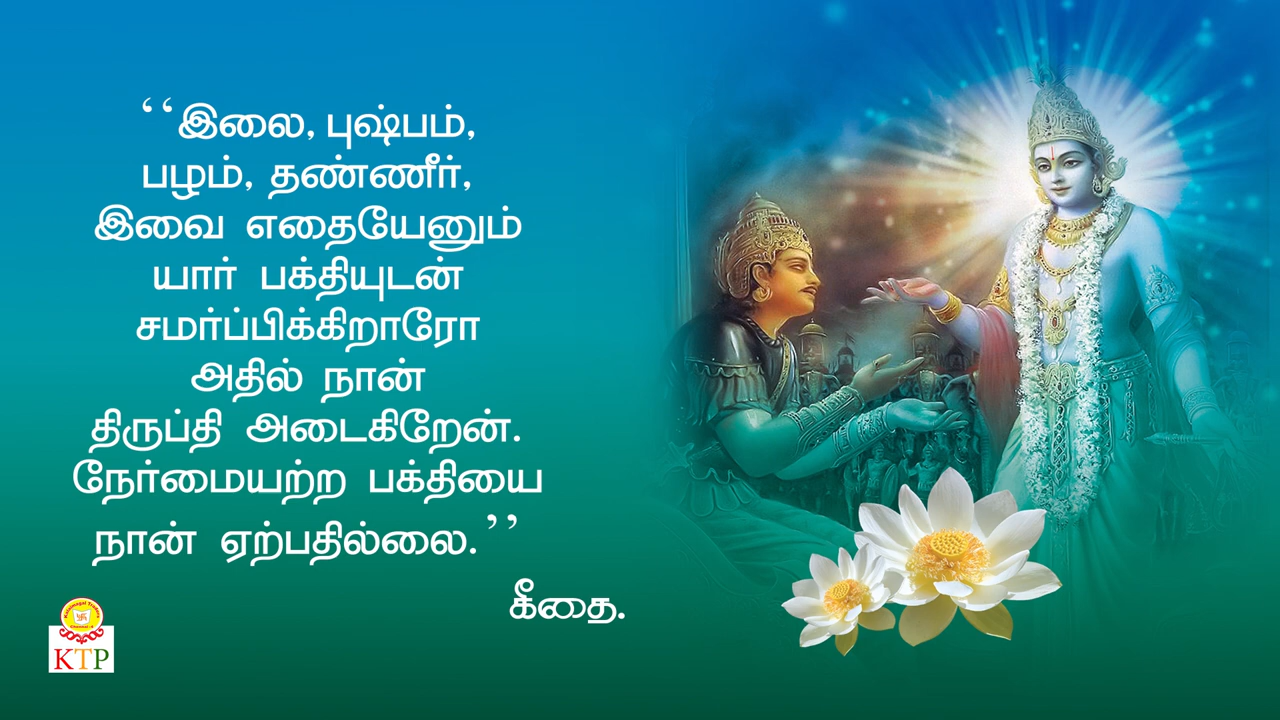 ‘‘இலை, புஷ்பம்,
பழம், தண்ணீர்,
இவை எதையேனும்
யார் பக்தியுடன்
சமர்ப்பிக்கிறாரோ
அதில் நான்
திருப்தி அடைகிறேன்.
நேர்மையற்ற பக்தியை
நான் ஏற்பதில்லை.’’
கீதை.
KTP